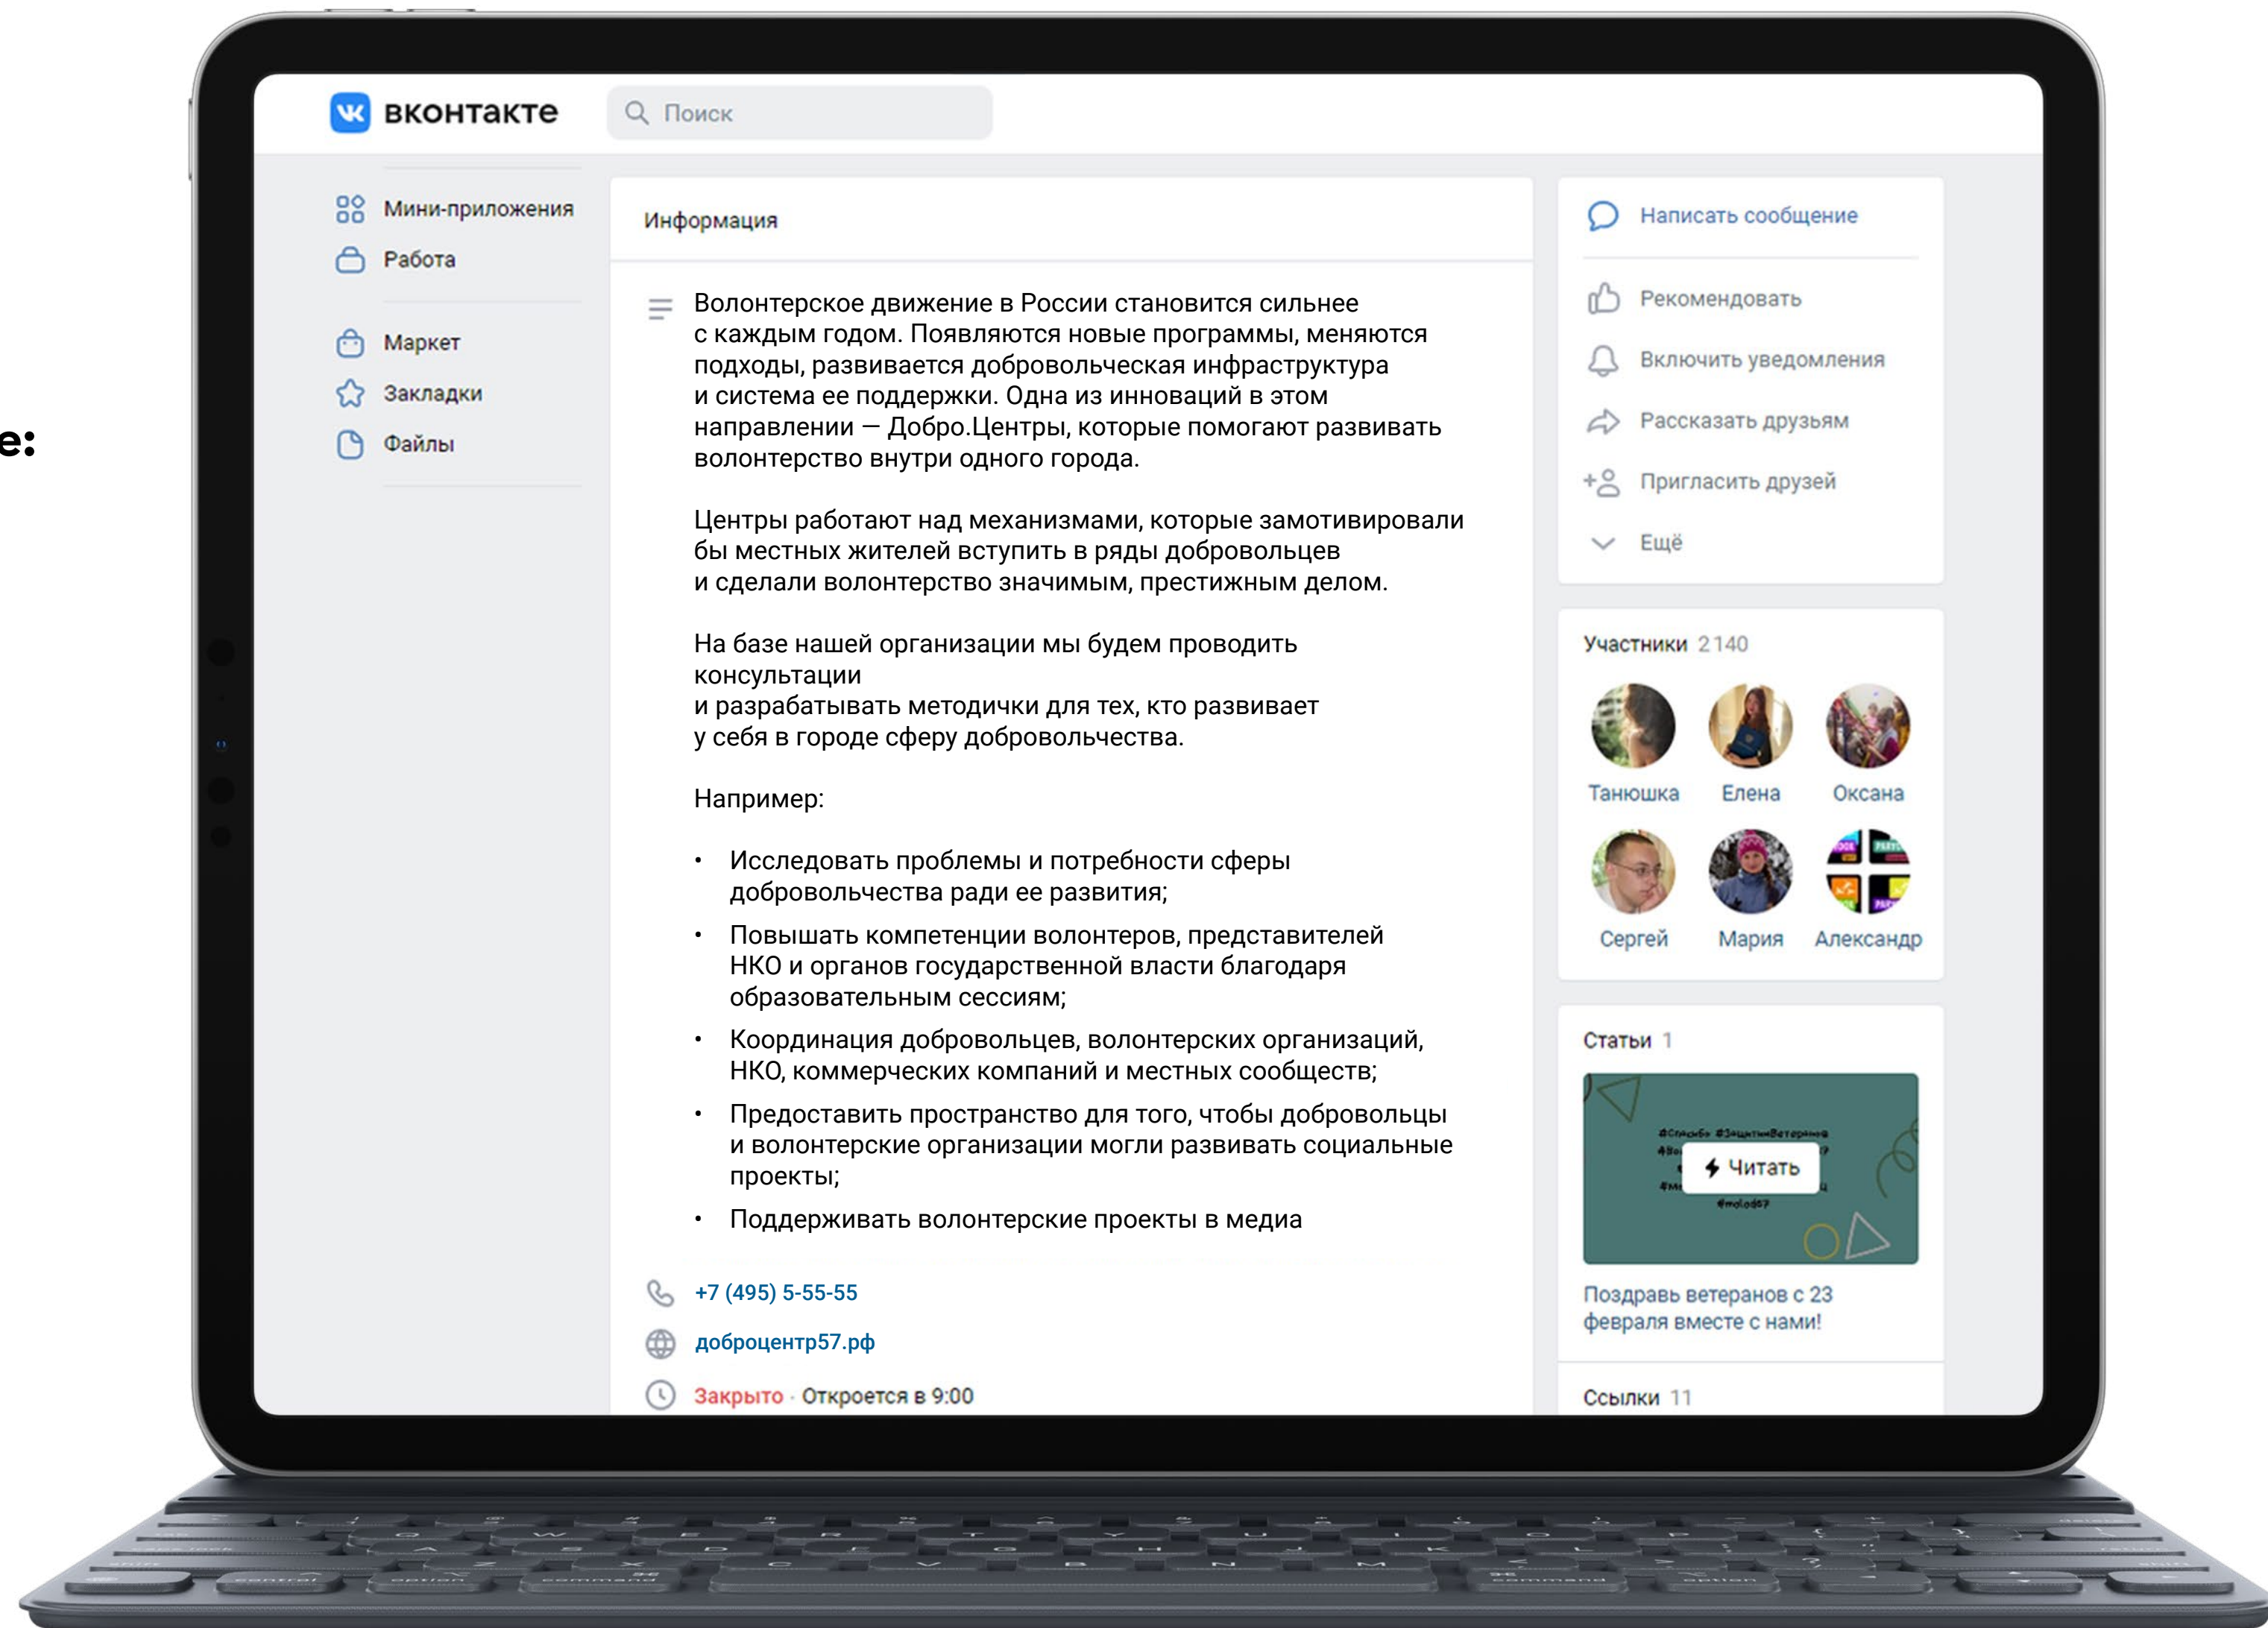 е:
вконтакте
Поиск
Мини-приложения
Работа
Маркет
Закладки
Файлы
Информация
Волонтерское движение в России становится сильнее
с каждым годом. Появляются новые программы, меняются
подходы, развивается добровольческая инфраструктура
и система ее поддержки. Одна из инноваций в этом
направлении — Добро.Центры, которые помогают развивать
волонтерство внутри одного города.
Центры работают над механизмами, которые замотивировали
бы местных жителей вступить в ряды добровольцев
и сделали волонтерство значимым, престижным делом.
На базе нашей организации мы будем проводить
консультации
и разрабатывать методички для тех, кто развивает
у себя в городе сферу добровольчества.
Например:
• Исследовать проблемы и потребности сферы
добровольчества ради ее развития;
• Повышать компетенции волонтеров, представителей
НКО и органов государственной власти благодаря
образовательным сессиям;
• Координация добровольцев, волонтерских организаций,
НКО, коммерческих компаний и местных сообществ;
• Предоставить пространство для того, чтобы добровольцы
и волонтерские организации могли развивать социальные
проекты;
• Поддерживать волонтерские проекты в медиа
+7 (495) 5-55-55
доброцентр57.рф
Закрыто · Откроется в 9:00
Написать сообщение
Рекомендовать
Включить уведомления
Рассказать друзьям
Пригласить друзей
Ещё
Участники 2 140
Танюшка Елена Оксана
Сергей Мария Александр
Статьи 1
#Спасибо #ЗащитникВетеранов
Читать
#molod57
Поздравь ветеранов с 23
февраля вместе с нами!
Ссылки 11
control option command command option